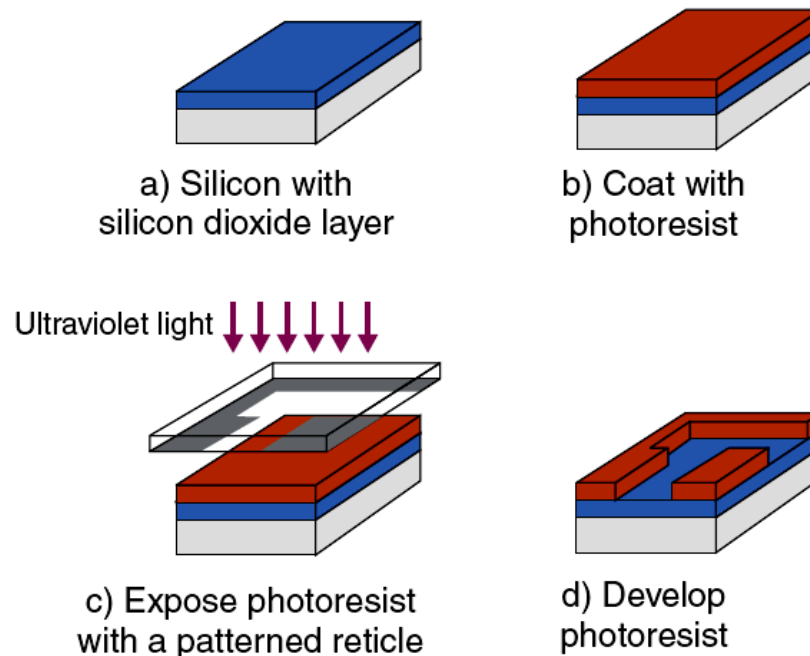 a) Silicon with
silicon dioxide layer
b) Coat with
photoresist
Ultraviolet light
c) Expose photoresist
with a patterned reticle
d) Develop
photoresist